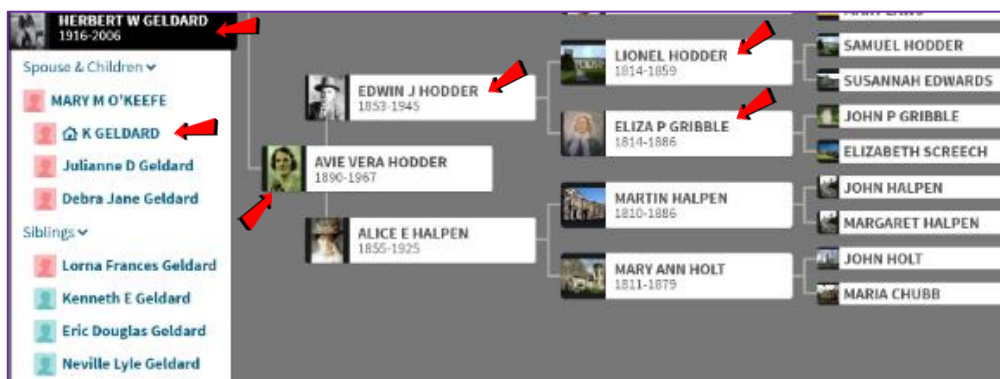 HERBERT W GELDARD
1916-2006
Spouse & Children
MARY M O'KEEFE
K GELDARD
Julianne D Geldard
Debra Jane Geldard
Siblings
Lorna Frances Geldard
Kenneth E Geldard
Eric Douglas Geldard
Neville Lyle Geldard
AVIE VERA HODDER
1890-1967
EDWIN J HODDER
1853-1945
ALICE E HALPEN
1855-1925
LIONEL HODDER
1814-1859
ELIZA P GRIBBLE
1814-1886
MARTIN HALPEN
1810-1886
MARY ANN HOLT
1811-1879
SAMUEL HODDER
SUSANNAH EDWARDS
JOHN P GRIBBLE
ELIZABETH SCREECH
JOHN HALPEN
MARGARET HALPEN
JOHN HOLT
MARIA CHUBB